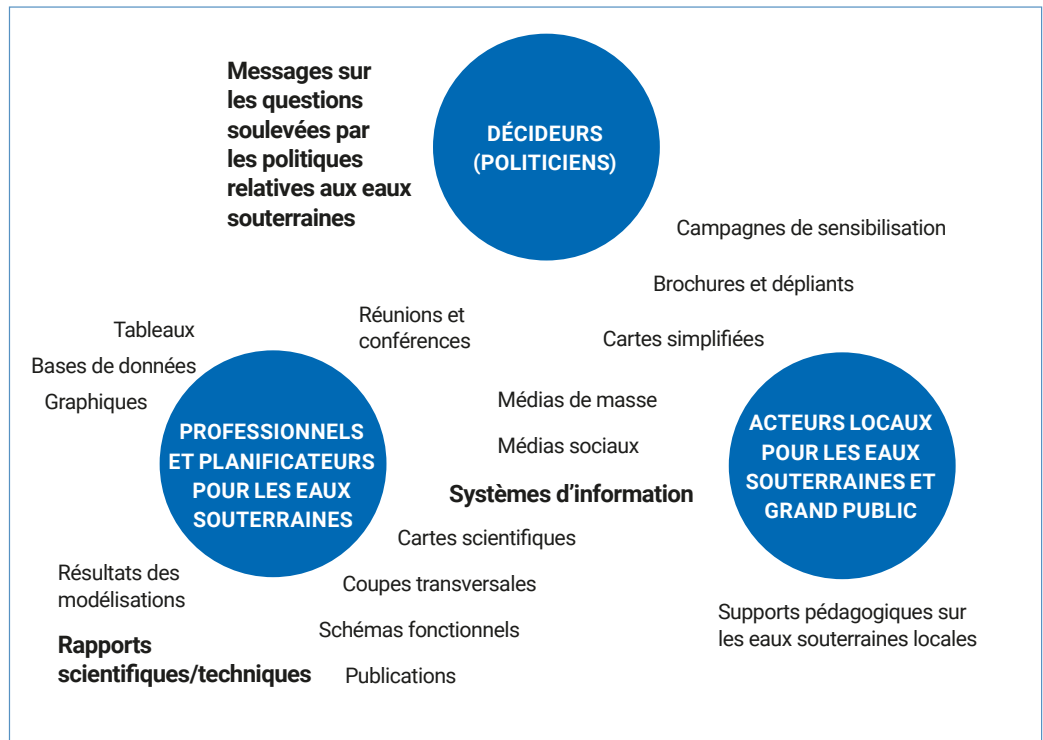 Messages sur
les questions
soulevées par
les politiques
relatives aux eaux
souterraines
DÉCIDEURS
(POLITICIENS)
Campagnes de sensibilisation
Brochures et dépliants
Cartes simplifiées
Réunions et
conférences
Tableaux
Bases de données
Graphiques
PROFESSIONNELS
ET PLANIFICATEURS
POUR LES EAUX
SOUTERRAINES
Médias de masse
Médias sociaux
Systèmes d’information
Cartes scientifiques
Coupes transversales
Schémas fonctionnels
Publications
Résultats des
modélisations
Rapports
scientifiques/techniques
ACTEURS LOCAUX
POUR LES EAUX
SOUTERRAINES ET
GRAND PUBLIC
Supports pédagogiques sur
les eaux souterraines locales